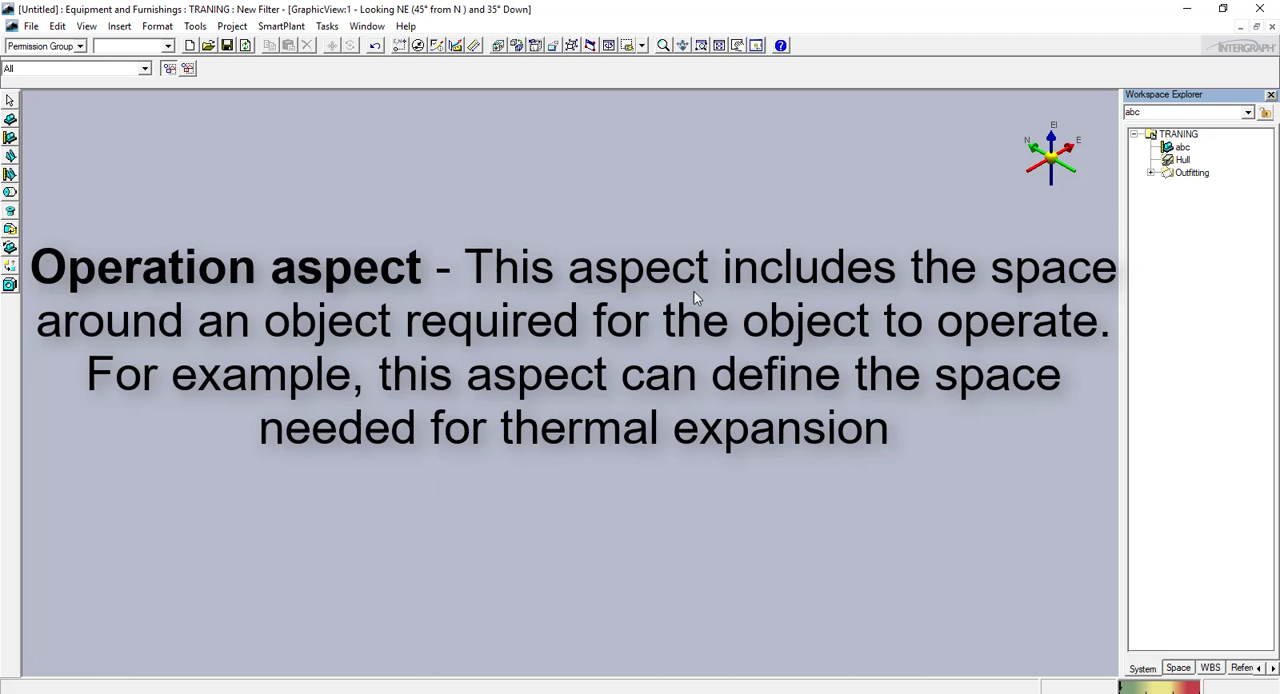 [Untitled] : Equipment and Furnishings : TRANING : New Filter - [GraphicView:1 - Looking NE (45° from N ) and 35° Down]
File Edit View Insert Format Tools Project SmartPlant Tasks Window Help
Permission Group
INTERGRAPH
All
Workspace Explorer
abc
TRANING
abc
Hull
Outfitting
El
N E
Operation aspect - This aspect includes the space
around an object required for the object to operate.
For example, this aspect can define the space
needed for thermal expansion
System Space WBS Refere